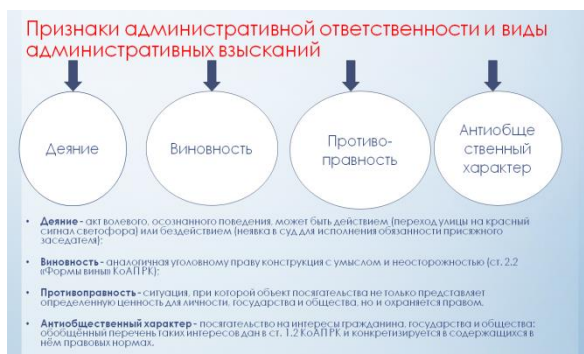 Признаки административной ответственности и виды
административных взысканий
Деяние
Виновность
Противо-
правность
Антиобще
ственный
характер
• Деяние - акт волевого, осознанного поведения, может быть действием (переход улицы на красный
сигнал светофора) или бездействием (неявка в суд для исполнения обязанности присяжного
заседателя);
• Виновность - аналогичная уголовному праву конструкция с умыслом и неосторожностью (ст. 2.2
«Формы вины» КоАП РК);
• Противоправность - ситуация, при которой объект посягательства не только представляет
определенную ценность для личности, государства и общества, но и охраняется правом.
• Антиобщественный характер - посягательство на интересы гражданина, государства и общества;
обобщённый перечень таких интересов дан в ст. 1.2 КоАП РК и конкретизируется в содержащихся в
нём правовых нормах.